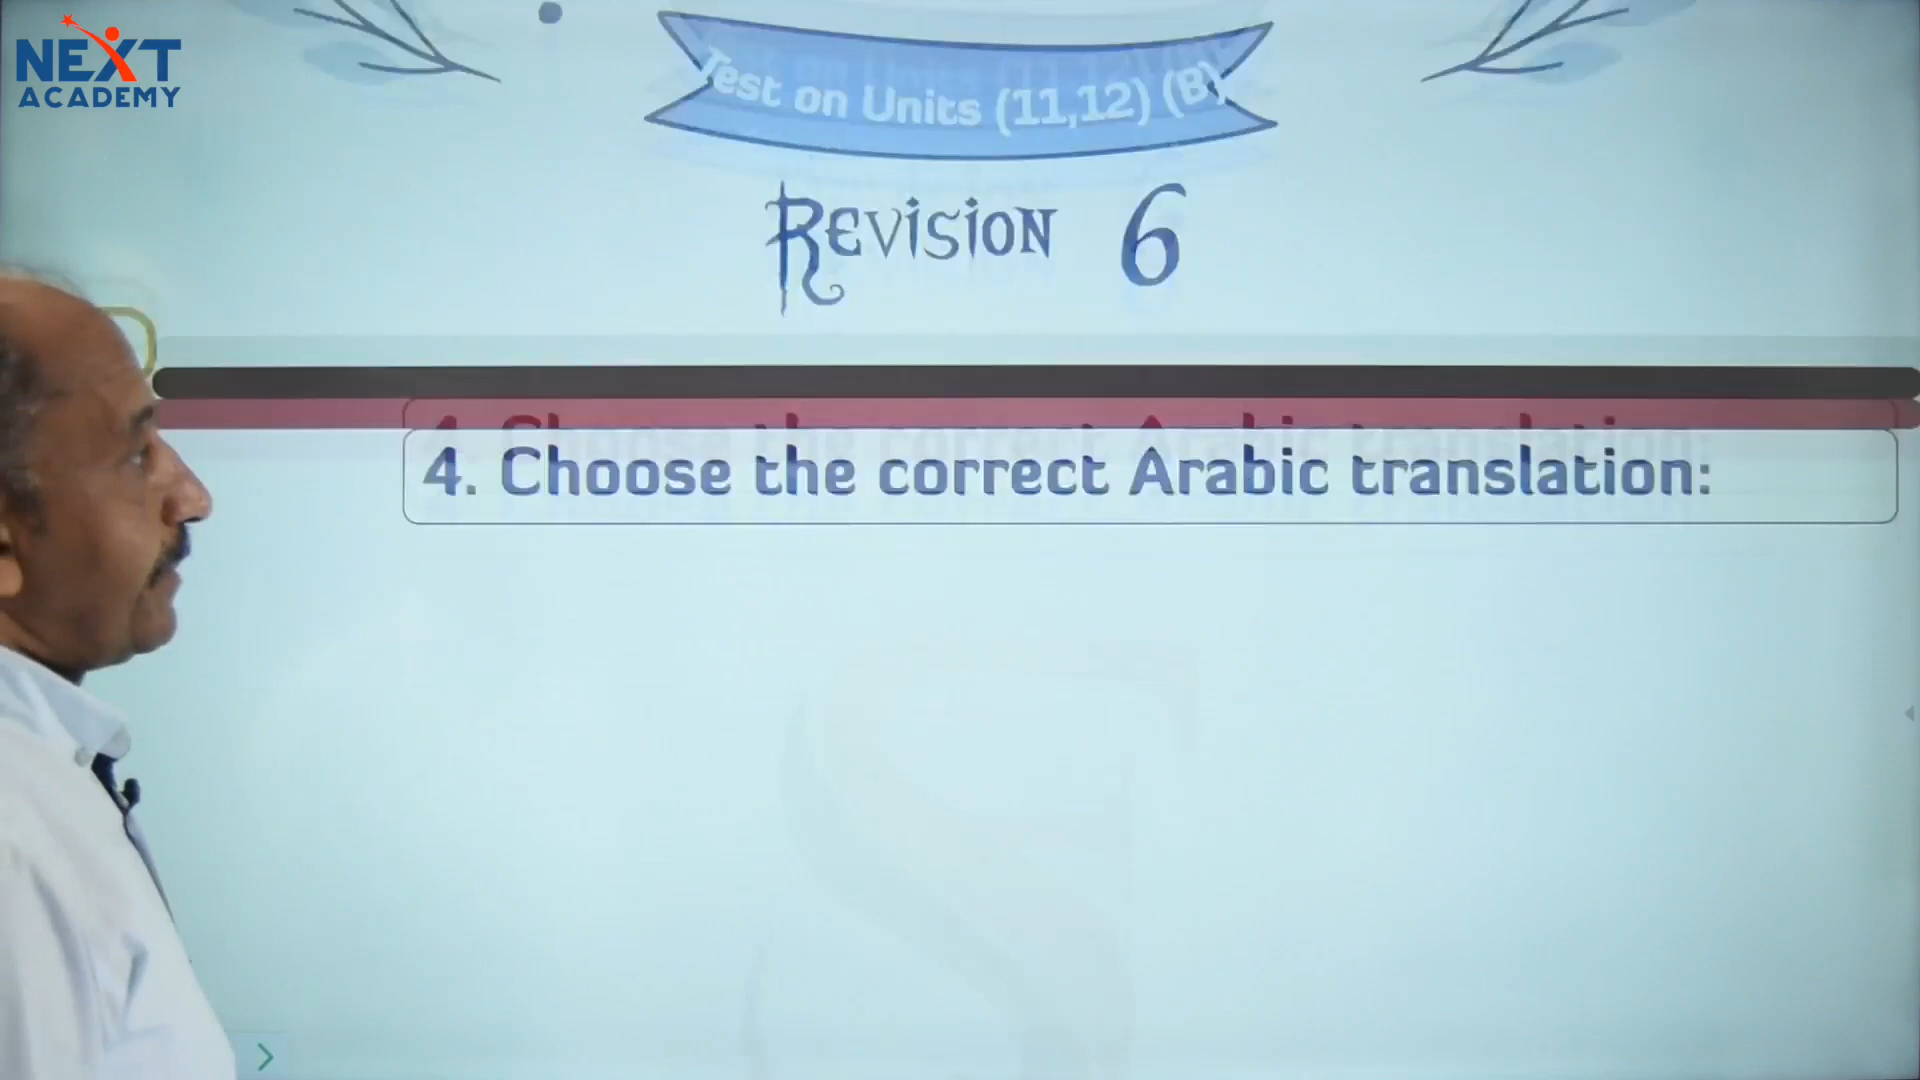 NEXT
ACADEMY
Test on Units (11,12) (B)
Revision 6
4. Choose the correct Arabic translation: